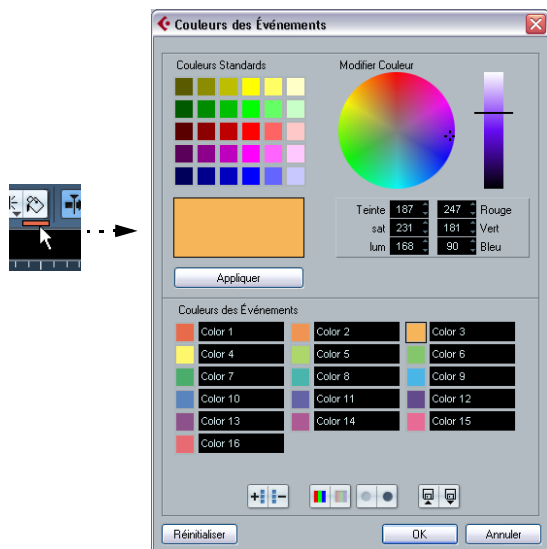 Couleurs des Événements
Couleurs Standards
Modifier Couleur
Teinte 187 247 Rouge
sat 231 181 Vert
lum 168 90 Bleu
Appliquer
Couleurs des Événements
Color 1 Color 2 Color 3
Color 4 Color 5 Color 6
Color 7 Color 8 Color 9
Color 10 Color 11 Color 12
Color 13 Color 14 Color 15
Color 16
Réinitialiser OK Annuler